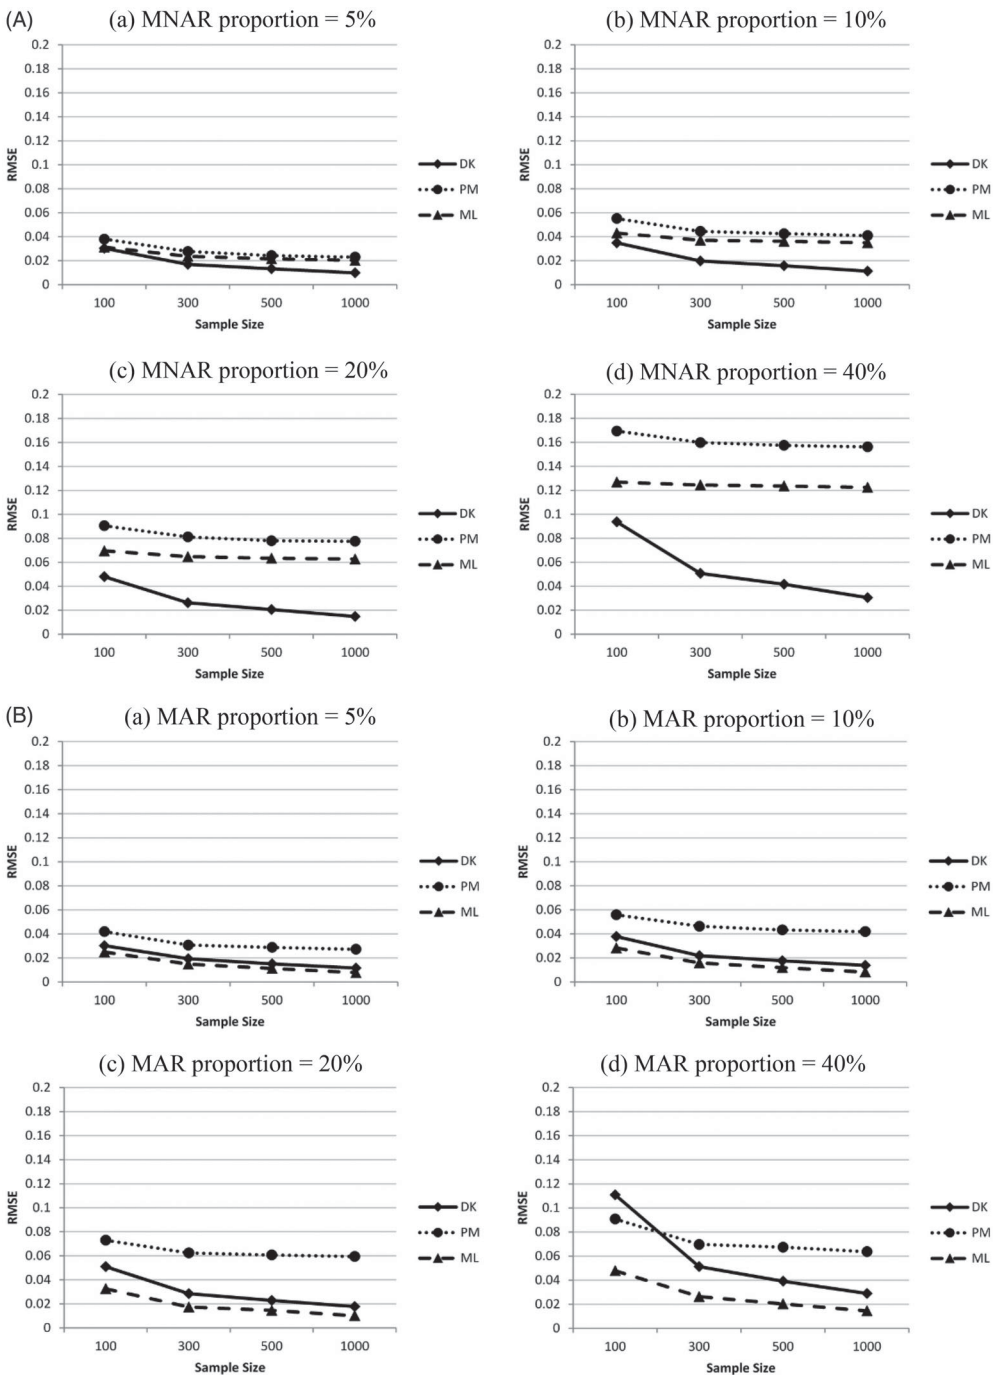 (A)
(a) MNAR proportion = 5%
0.2
0.18
0.16
0.14
0.12
0.1
0.08
0.06
0.04
0.02
0
RMSE
100 300 500 1000
Sample Size
DK
PM
ML
(b) MNAR proportion = 10%
0.2
0.18
0.16
0.14
0.12
0.1
0.08
0.06
0.04
0.02
0
RMSE
100 300 500 1000
Sample Size
DK
PM
ML
(c) MNAR proportion = 20%
0.2
0.18
0.16
0.14
0.12
0.1
0.08
0.06
0.04
0.02
0
RMSE
100 300 500 1000
Sample Size
DK
PM
ML
(d) MNAR proportion = 40%
0.2
0.18
0.16
0.14
0.12
0.1
0.08
0.06
0.04
0.02
0
RMSE
100 300 500 1000
Sample Size
DK
PM
ML
(B)
(a) MAR proportion = 5%
0.2
0.18
0.16
0.14
0.12
0.1
0.08
0.06
0.04
0.02
0
RMSE
100 300 500 1000
Sample Size
DK
PM
ML
(b) MAR proportion = 10%
0.2
0.18
0.16
0.14
0.12
0.1
0.08
0.06
0.04
0.02
0
RMSE
100 300 500 1000
Sample Size
DK
PM
ML
(c) MAR proportion = 20%
0.2
0.18
0.16
0.14
0.12
0.1
0.08
0.06
0.04
0.02
0
RMSE
100 300 500 1000
Sample Size
DK
PM
ML
(d) MAR proportion = 40%
0.2
0.18
0.16
0.14
0.12
0.1
0.08
0.06
0.04
0.02
0
RMSE
100 300 500 1000
Sample Size
DK
PM
ML